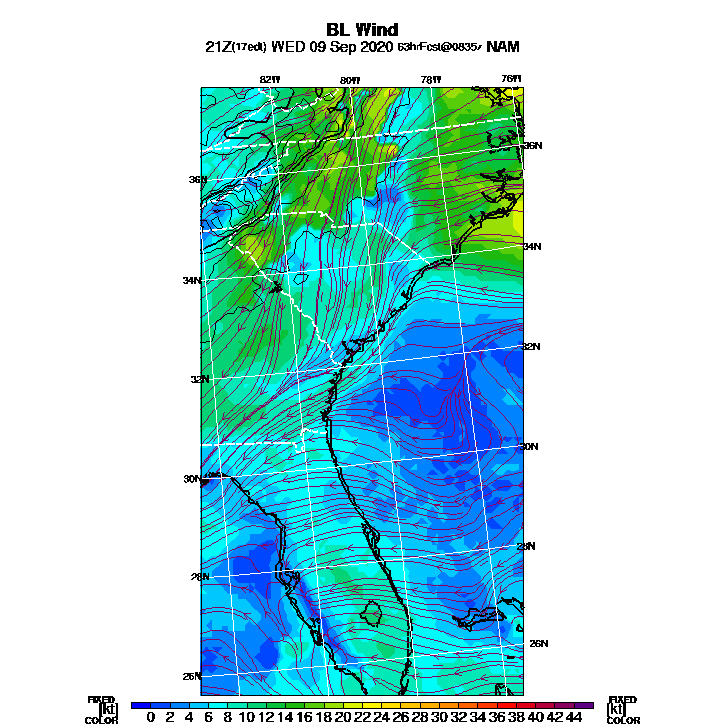 BL Wind
21Z(17edt) WED 09 Sep 2020 63hrFcst@0835z NAM
82W 80W 78W 76W
36N
36N
34N
34N
32N
32N
30N
30N
28N
28N
26N
26N
FIXED FIXED
[kt] 0 2 4 6 8 10 12 14 16 18 20 22 24 26 28 30 32 34 36 38 40 42 44 [kt]
COLOR COLOR